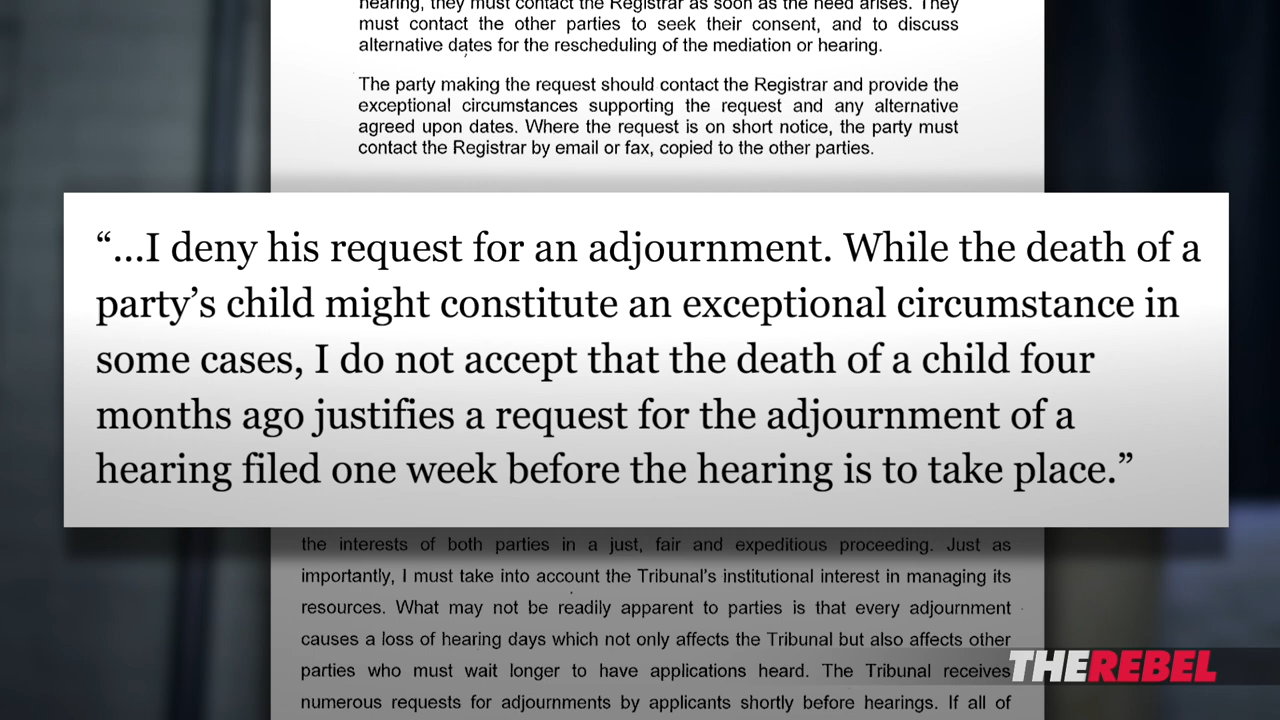 hearing, they must contact the Registrar as soon as the need arises. They
must contact the other parties to seek their consent, and to discuss
alternative dates for the rescheduling of the mediation or hearing.
The party making the request should contact the Registrar and provide the
exceptional circumstances supporting the request and any alternative
agreed upon dates. Where the request is on short notice, the party must
contact the Registrar by email or fax, copied to the other parties.
“...I deny his request for an adjournment. While the death of a
party’s child might constitute an exceptional circumstance in
some cases, I do not accept that the death of a child four
months ago justifies a request for the adjournment of a
hearing filed one week before the hearing is to take place.”
the interests of both parties in a just, fair and expeditious proceeding. Just as
importantly, I must take into account the Tribunal's institutional interest in managing its
resources. What may not be readily apparent to parties is that every adjournment
causes a loss of hearing days which not only affects the Tribunal but also affects other
parties who must wait longer to have applications heard. The Tribunal receives
numerous requests for adjournments by applicants shortly before hearings. If all of
THEREBEL